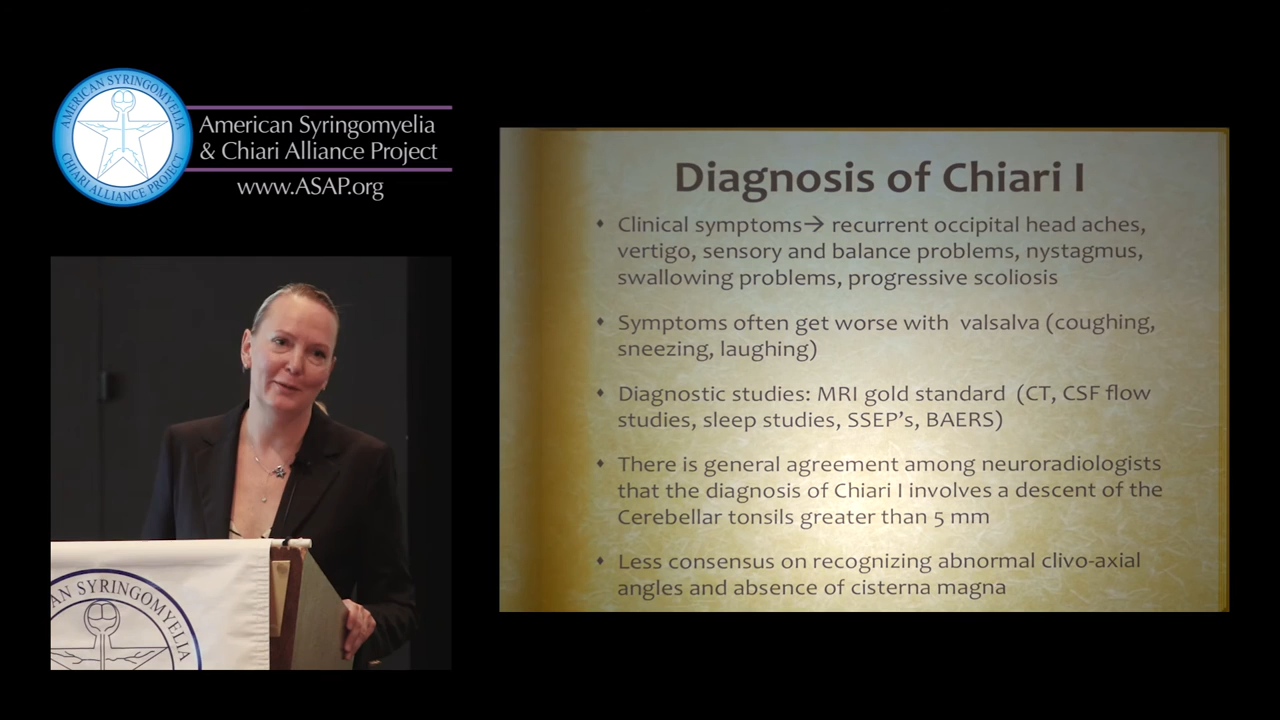 AMERICAN SYRINGOMYELIA
CHIARI ALLIANCE PROJECT
American Syringomyelia
& Chiari Alliance Project
www.ASAP.org
Diagnosis of Chiari I
♦ Clinical symptoms→ recurrent occipital head aches,
vertigo, sensory and balance problems, nystagmus,
swallowing problems, progressive scoliosis
♦ Symptoms often get worse with valsalva (coughing,
sneezing, laughing)
♦ Diagnostic studies: MRI gold standard (CT, CSF flow
studies, sleep studies, SSEP's, BAERS)
♦ There is general agreement among neuroradiologists
that the diagnosis of Chiari I involves a descent of the
Cerebellar tonsils greater than 5 mm
♦ Less consensus on recognizing abnormal clivo-axial
angles and absence of cisterna magna
AN SYRINGOMYELIA